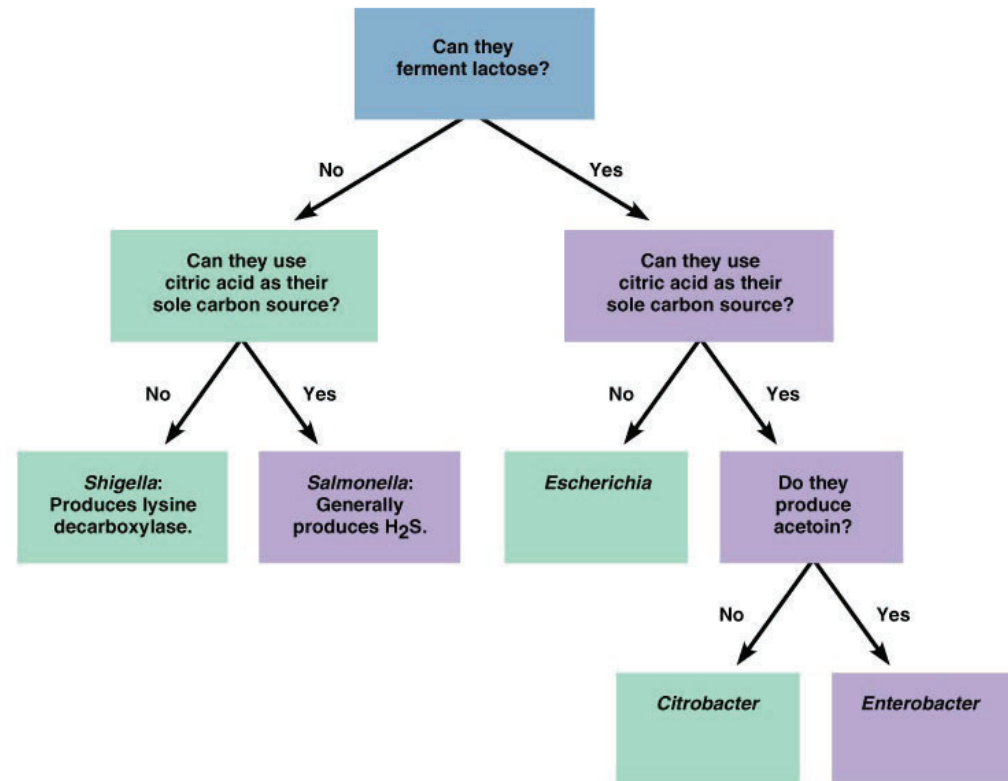 Can they
ferment lactose?
No
Yes
Can they use
citric acid as their
sole carbon source?
Can they use
citric acid as their
sole carbon source?
No
Yes
No
Yes
Shigella:
Produces lysine
decarboxylase.
Salmonella:
Generally
produces H₂S.
Escherichia
Do they
produce
acetoin?
No
Yes
Citrobacter
Enterobacter